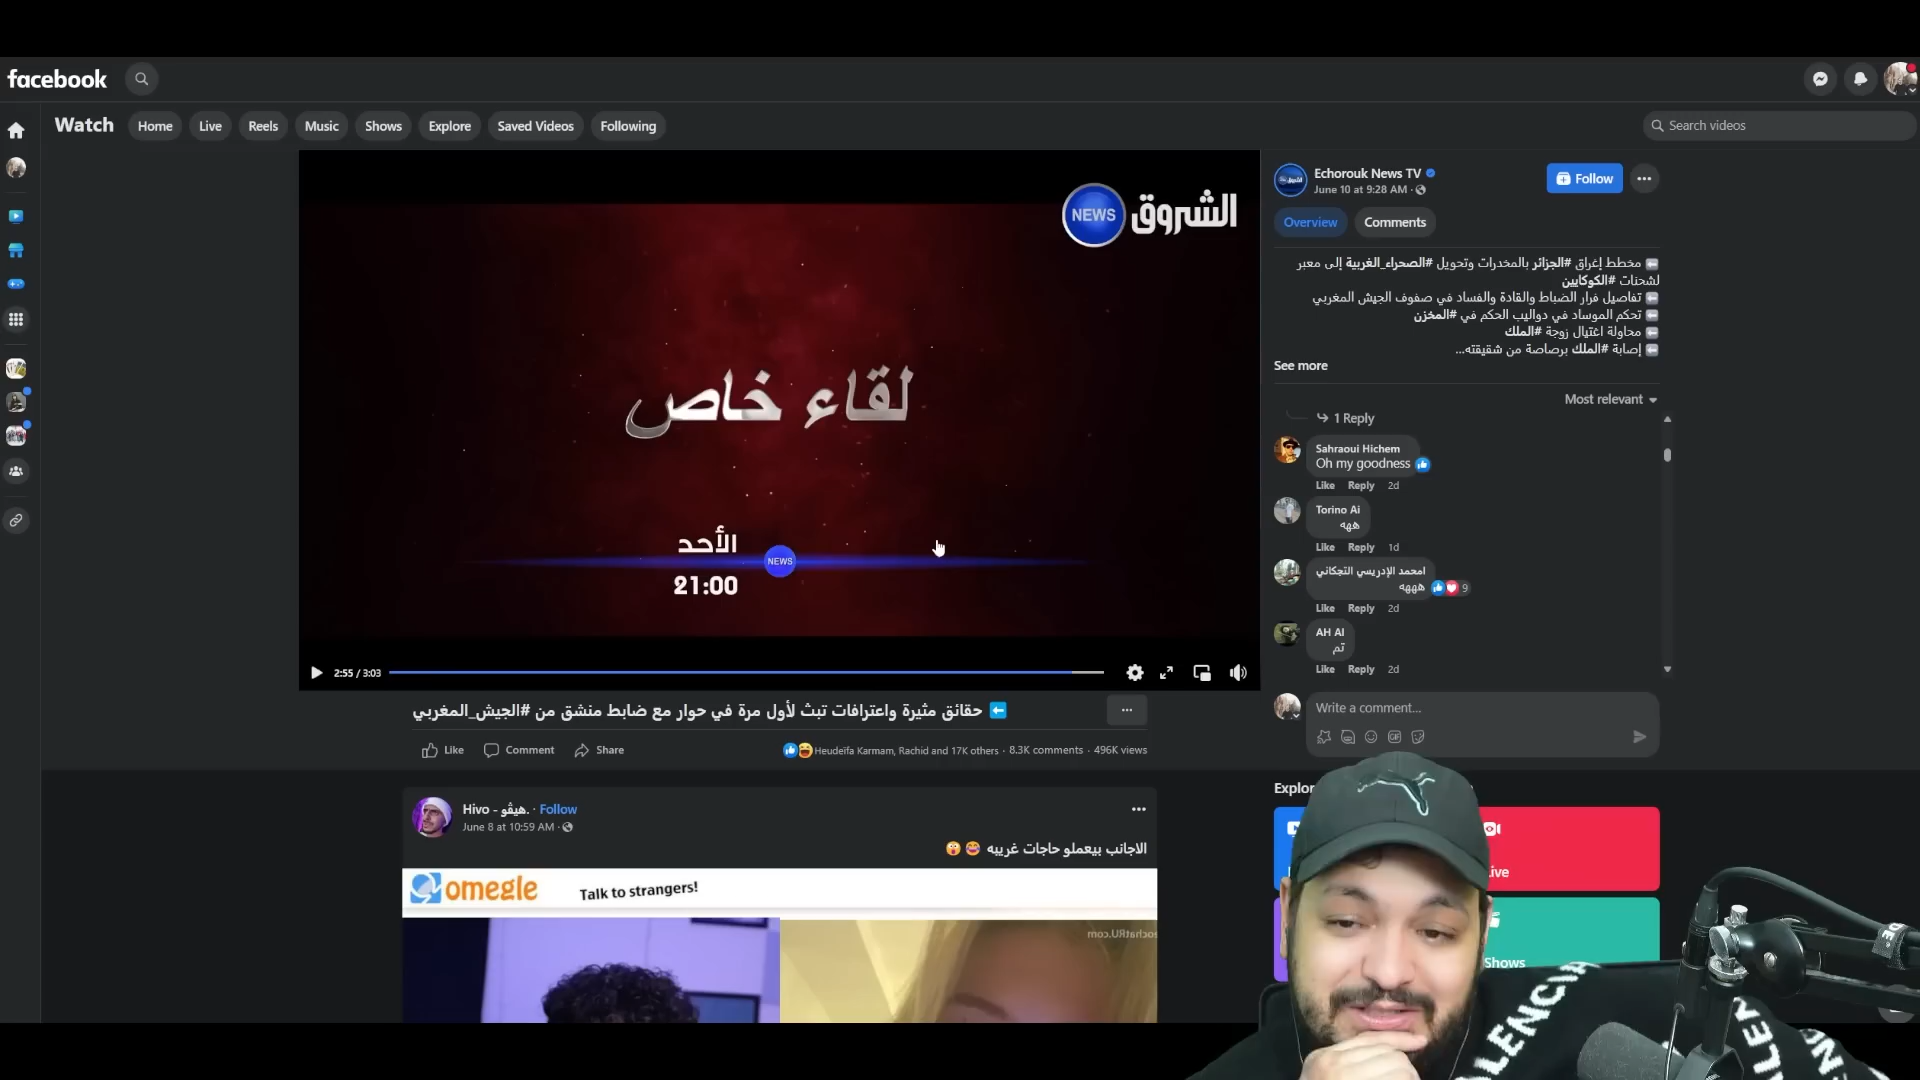 facebook
Watch
Home
Live
Reels
Music
Shows
Explore
Saved Videos
Following
Search videos
NEWS الشروق
لقاء خاص
الأحد
NEWS
21:00
2:55 / 3:03
حقائق مثيرة واعترافات تبث لأول مرة في حوار مع ضابط منشق من #الجيش_المغربي
Like
Comment
Share
Heudeïfa Karmam, Rachid and 17K others · 8.3K comments · 496K views
Hivo - هيڤو. · Follow
June 8 at 10:59 AM ·
الاجانب بيعملو حاجات غريبه
omegle
Talk to strangers!
Echorouk News TV
June 10 at 9:28 AM ·
Follow
Overview
Comments
مخطط إغراق #الجزائر بالمخدرات وتحويل #الصحراء_الغربية إلى معبر
لشحنات #الكوكايين
تفاصيل فرار الضباط والقادة والفساد في صفوف الجيش المغربي
تحكم الموساد في دواليب الحكم في #المخزن
محاولة اغتيال زوجة #الملك
إصابة #الملك برصاصة من شقيقته...
See more
Most relevant
1 Reply
Sahraoui Hichem
Oh my goodness
Like Reply 2d
Torino Ai
ههه
Like Reply 1d
امحمد الإدريسي التجكاني
هههه
9
Like Reply 2d
AH Al
تم
Like Reply 2d
Write a comment...
Shows